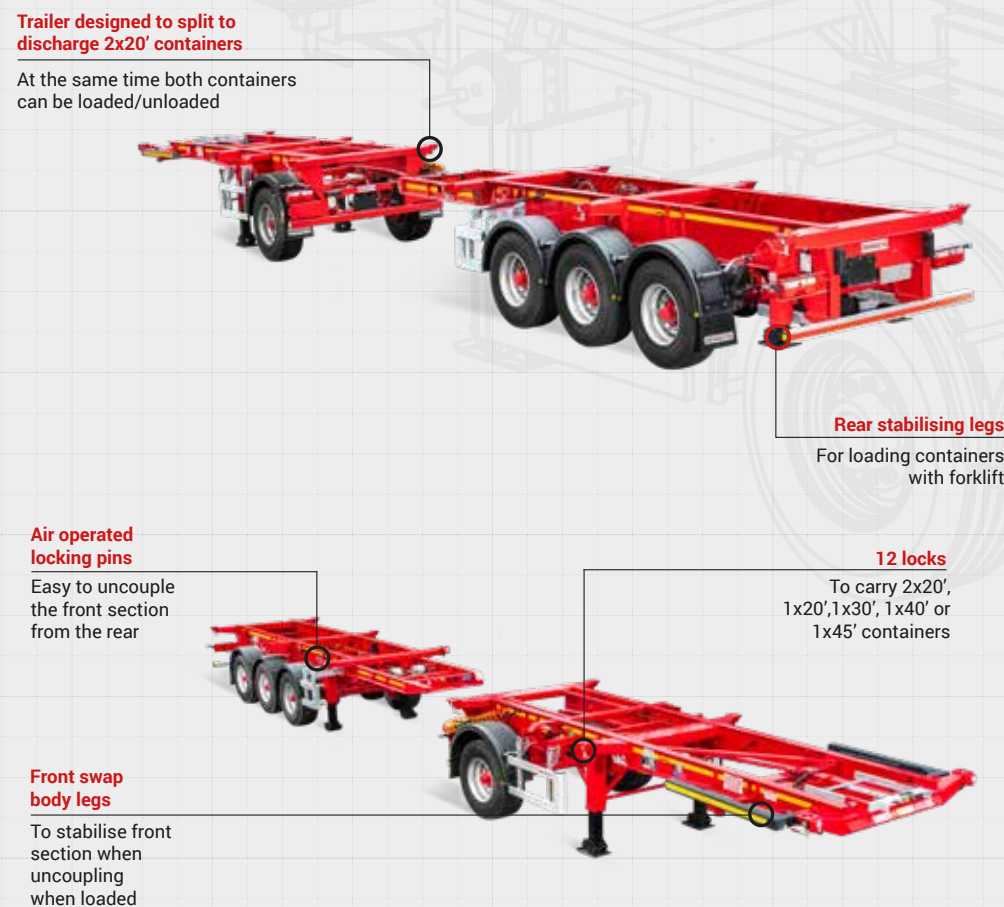 Trailer designed to split to
discharge 2x20' containers
At the same time both containers
can be loaded/unloaded
Rear stabilising legs
For loading containers
with forklift
Air operated
locking pins
Easy to uncouple
the front section
from the rear
12 locks
To carry 2x20',
1x20',1x30', 1x40' or
1x45' containers
Front swap
body legs
To stabilise front
section when
uncoupling
when loaded